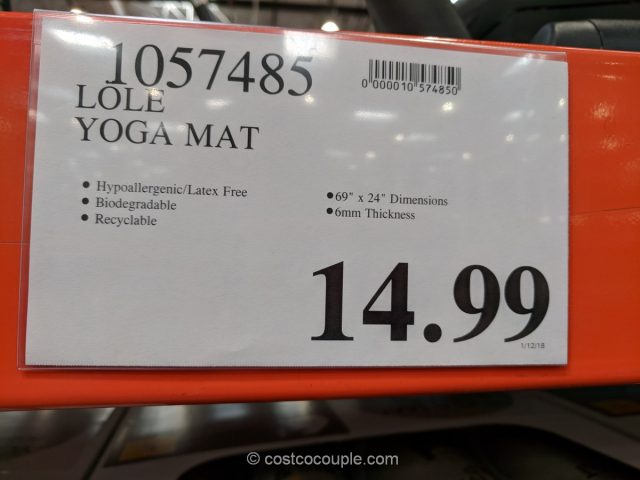 1057485
0 000010 574850
LOLE
YOGA MAT
• Hypoallergenic/Latex Free
• Biodegradable
• Recyclable
• 69" x 24" Dimensions
• 6mm Thickness
14.99
1/12/18
© costcocouple.com